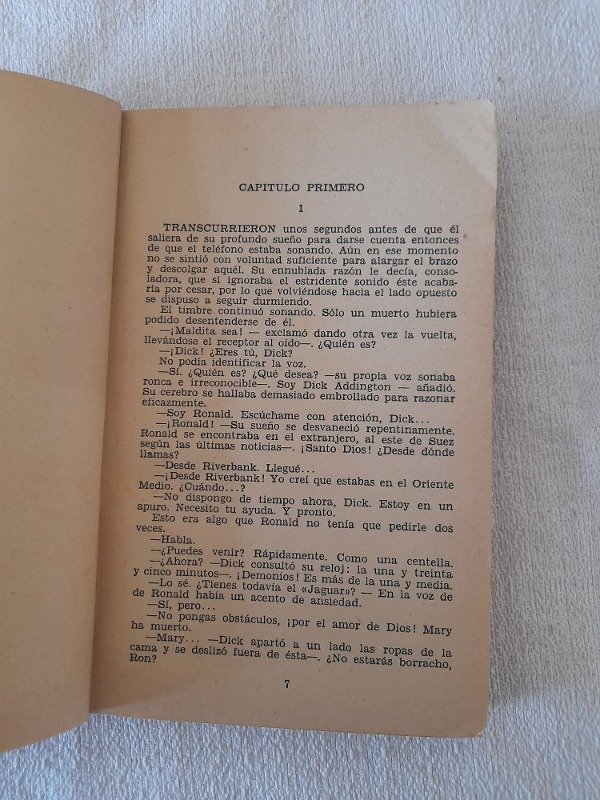 CAPITULO PRIMERO
1
TRANSCURRIERON unos segundos antes de que él
saliera de su profundo sueño para darse cuenta entonces
de que el teléfono estaba sonando. Aún en ese momento
no se sintió con voluntad suficiente para alargar el brazo
y descolgar aquél. Su ennublada razón le decía, conso-
ladora, que si ignoraba el estridente sonido éste acaba-
ría por cesar, por lo que volviéndose hacia el lado opuesto
se dispuso a seguir durmiendo.
El timbre continuó sonando. Sólo un muerto hubiera
podido desentenderse de él.
—¡Maldita sea! — exclamó dando otra vez la vuelta,
llevándose el receptor al oído—. ¿Quién es?
—¡Dick! ¿Eres tú, Dick?
No podía identificar la voz.
—Sí. ¿Quién es? ¿Qué desea? —su propia voz sonaba
ronca e irreconocible—. Soy Dick Addington — añadió.
Su cerebro se hallaba demasiado embrollado para razonar
eficazmente.
—Soy Ronald. Escúchame con atención, Dick...
—¡Ronald! —Su sueño se desvaneció repentinamente.
Ronald se encontraba en el extranjero, al este de Suez
según las últimas noticias—. ¡Santo Dios! ¿Desde dónde
llamas?
—Desde Riverbank. Llegué...
—¡Desde Riverbank! Yo creí que estabas en el Oriente
Medio. ¿Cuándo...?
—No dispongo de tiempo ahora, Dick. Estoy en un
apuro. Necesito tu ayuda. Y pronto.
Esto era algo que Ronald no tenía que pedirle dos
veces.
—Habla.
—¿Puedes venir? Rápidamente. Como una centella.
—¿Ahora? —Dick consultó su reloj: la una y treinta
y cinco minutos—. ¡Demonios! Es más de la una y media.
—Lo sé. ¿Tienes todavía el «Jaguar»? — En la voz de
de Ronald había un acento de ansiedad.
—Sí, pero...
—No pongas obstáculos, ¡por el amor de Dios! Mary
ha muerto.
—Mary... —Dick apartó a un lado las ropas de la
cama y se deslizó fuera de ésta—. ¿No estarás borracho,
Ron?
7